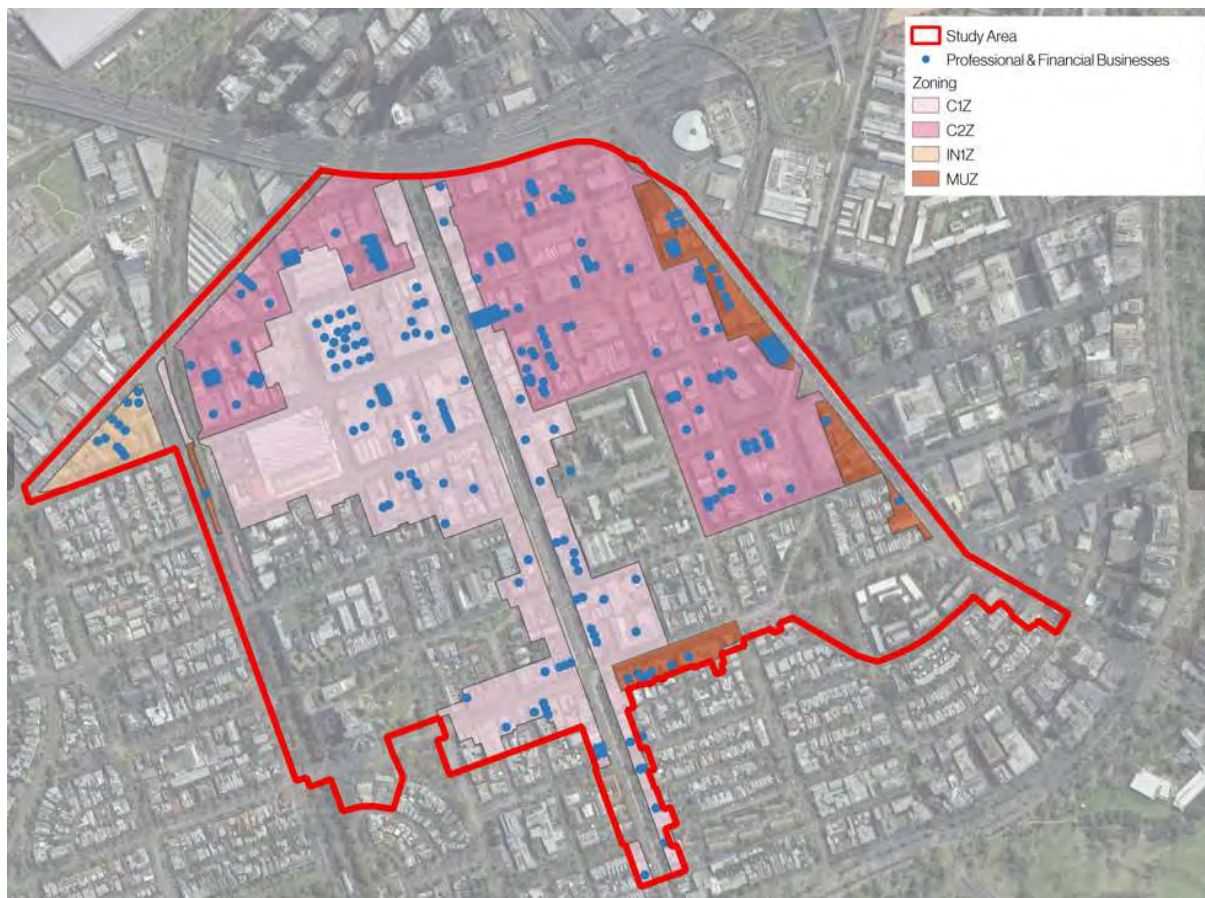 Study Area
Professional & Financial Businesses
Zoning
C1Z
C2Z
IN1Z
MUZ